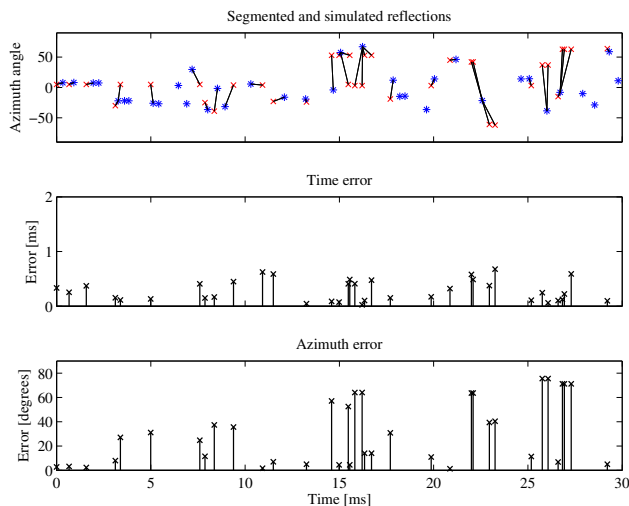 Segmented and simulated reflections
Azimuth angle
50
0
−50
Time error
Error [ms]
2
1
0
Azimuth error
Error [degrees]
80
60
40
20
0
0 5 10 15 20 25 30
Time [ms]